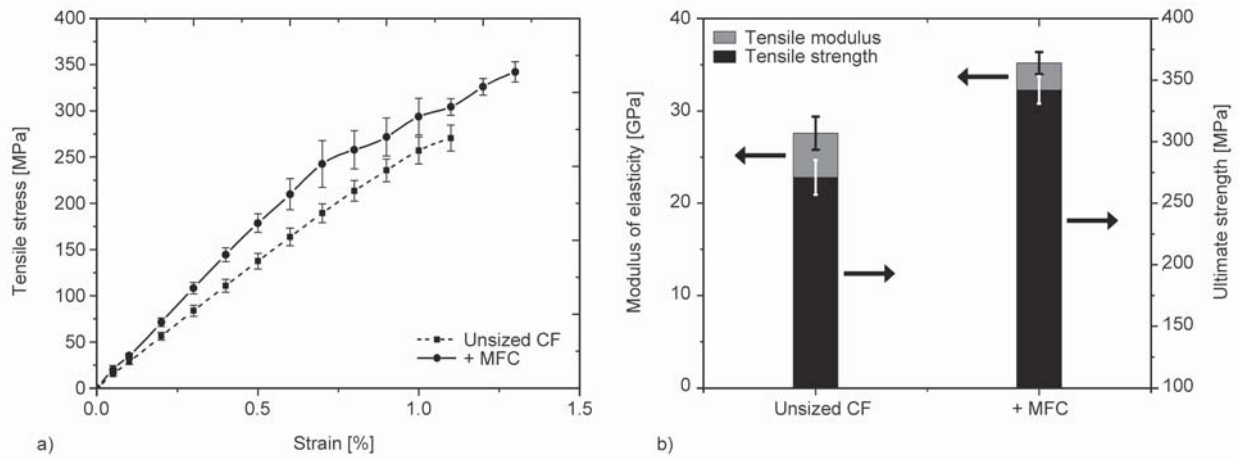 400
350
300
250
200
150
100
50
0
Tensile stress [MPa]
0.0
0.5
1.0
1.5
Strain [%]
Unsized CF
+ MFC
a)
40
30
20
10
0
Modulus of elasticity [GPa]
Tensile modulus
Tensile strength
400
350
300
250
200
150
100
Ultimate strength [MPa]
Unsized CF
+ MFC
b)